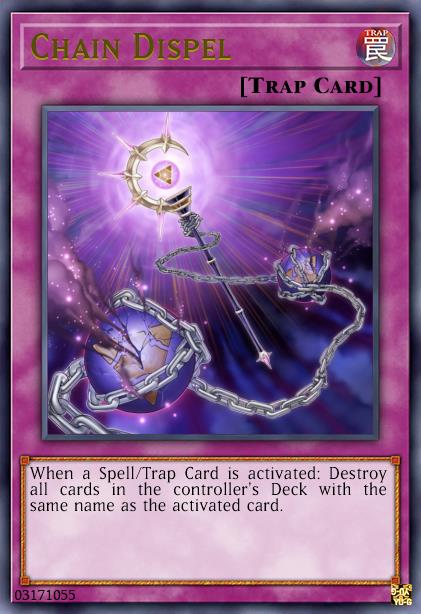 Chain Dispel
TRAP
罠
[Trap Card]
When a Spell/Trap Card is activated: Destroy
all cards in the controller's Deck with the
same name as the activated card.
03171055